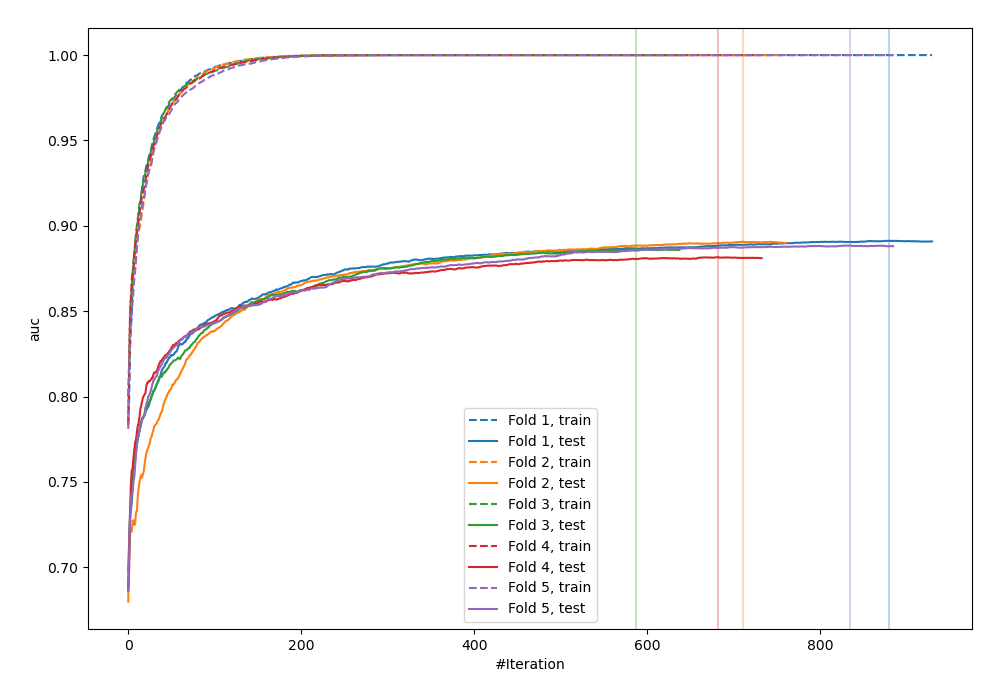 1.00
0.95
0.90
0.85
0.80
0.75
0.70
auc
0
200
400
600
800
#Iteration
Fold 1, train
Fold 1, test
Fold 2, train
Fold 2, test
Fold 3, train
Fold 3, test
Fold 4, train
Fold 4, test
Fold 5, train
Fold 5, test